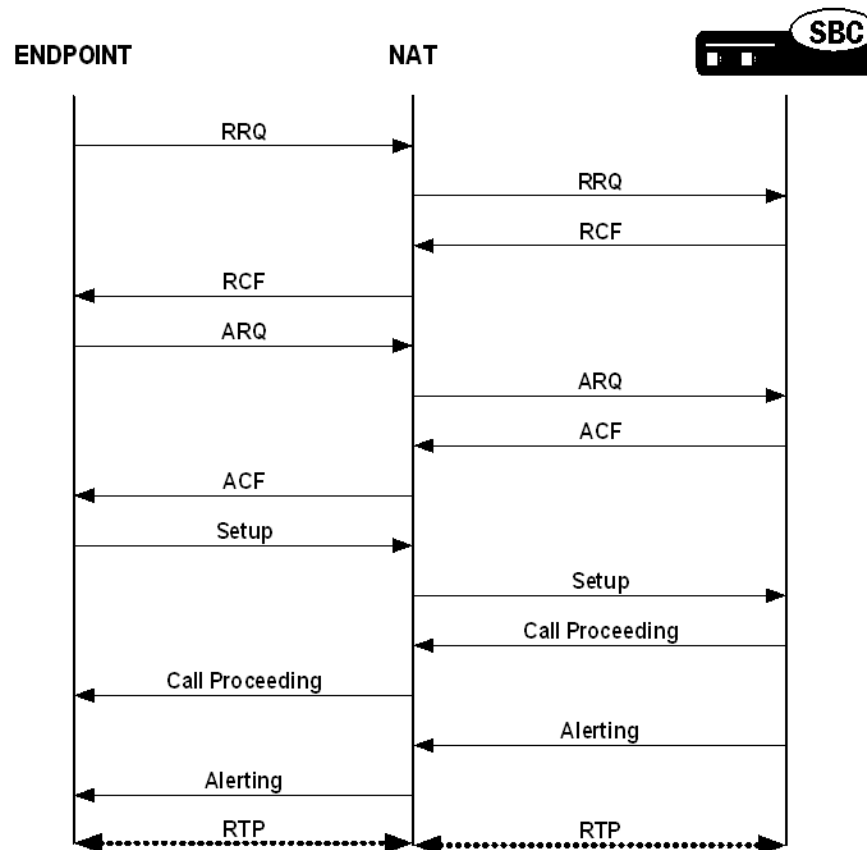 SBC
ENDPOINT NAT
RRQ
RRQ
RCF
RCF
ARQ
ARQ
ACF
ACF
Setup
Setup
Call Proceeding
Call Proceeding
Alerting
Alerting
RTP RTP